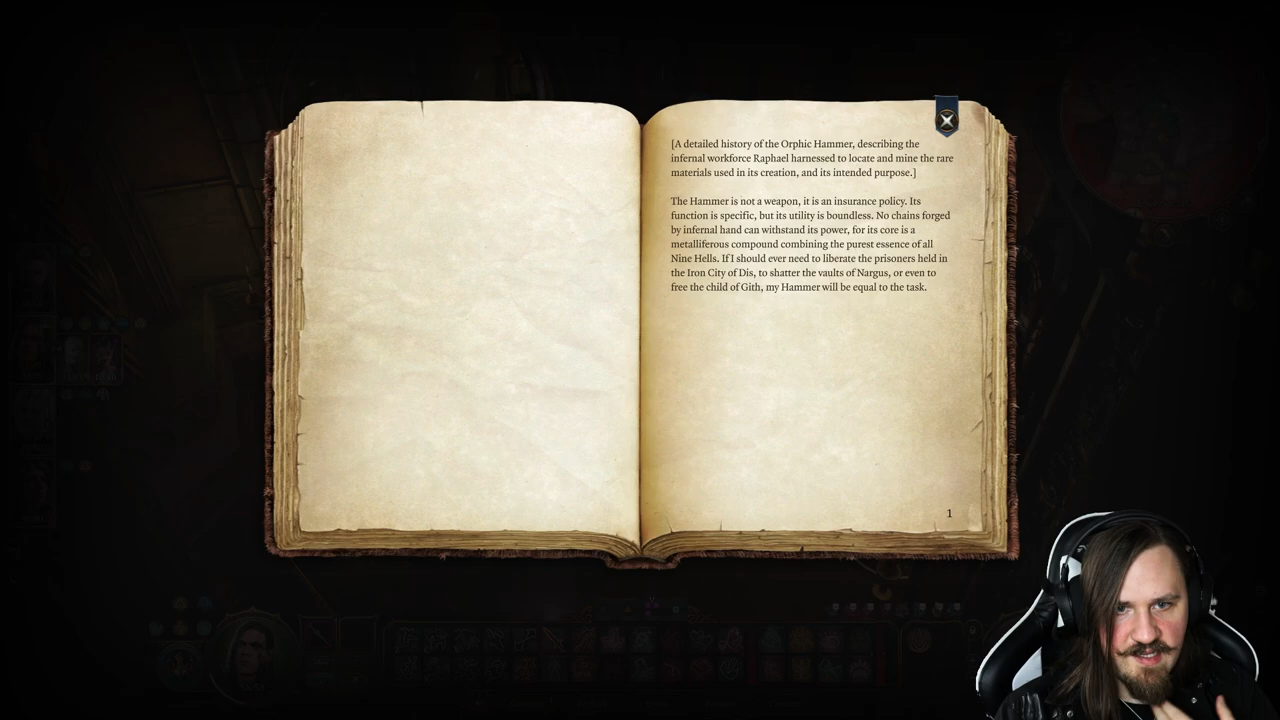 [A detailed history of the Orphic Hammer, describing the
infernal workforce Raphael harnessed to locate and mine the rare
materials used in its creation, and its intended purpose.]
The Hammer is not a weapon, it is an insurance policy. Its
function is specific, but its utility is boundless. No chains forged
by infernal hand can withstand its power, for its core is a
metalliferous compound combining the purest essence of all
Nine Hells. If I should ever need to liberate the prisoners held in
the Iron City of Dis, to shatter the vaults of Nargus, or even to
free the child of Gith, my Hammer will be equal to the task.
1